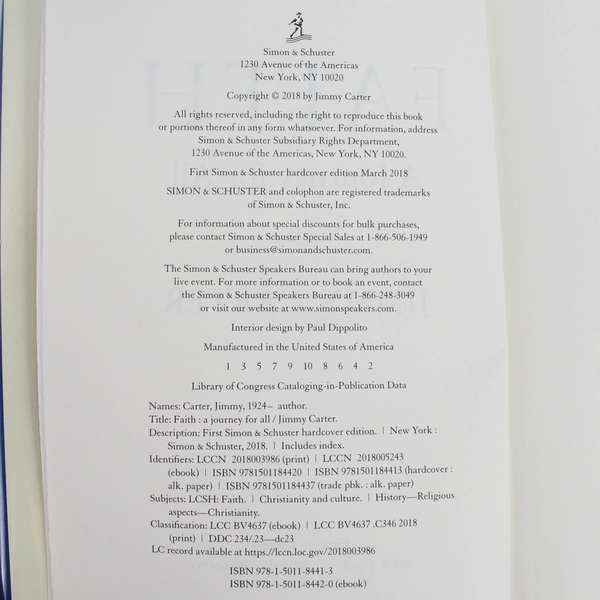 Simon & Schuster
1230 Avenue of the Americas
New York, NY 10020
Copyright © 2018 by Jimmy Carter
All rights reserved, including the right to reproduce this book
or portions thereof in any form whatsoever. For information, address
Simon & Schuster Subsidiary Rights Department,
1230 Avenue of the Americas, New York, NY 10020.
First Simon & Schuster hardcover edition March 2018
SIMON & SCHUSTER and colophon are registered trademarks
of Simon & Schuster, Inc.
For information about special discounts for bulk purchases,
please contact Simon & Schuster Special Sales at 1-866-506-1949
or business@simonandschuster.com.
The Simon & Schuster Speakers Bureau can bring authors to your
live event. For more information or to book an event, contact
the Simon & Schuster Speakers Bureau at 1-866-248-3049
or visit our website at www.simonspeakers.com.
Interior design by Paul Dippolito
Manufactured in the United States of America
1 3 5 7 9 10 8 6 4 2
Library of Congress Cataloging-in-Publication Data
Names: Carter, Jimmy, 1924– author.
Title: Faith : a journey for all / Jimmy Carter.
Description: First Simon & Schuster hardcover edition. | New York :
Simon & Schuster, 2018. | Includes index.
Identifiers: LCCN 2018003986 (print) | LCCN 2018005243
(ebook) | ISBN 9781501184420 | ISBN 9781501184413 (hardcover :
alk. paper) | ISBN 9781501184437 (trade pbk. : alk. paper)
Subjects: LCSH: Faith. | Christianity and culture. | History—Religious
aspects—Christianity.
Classification: LCC BV4637 (ebook) | LCC BV4637 .C346 2018
(print) | DDC 234/.23—dc23
LC record available at https://lccn.loc.gov/2018003986
ISBN 978-1-5011-8441-3
ISBN 978-1-5011-8442-0 (ebook)